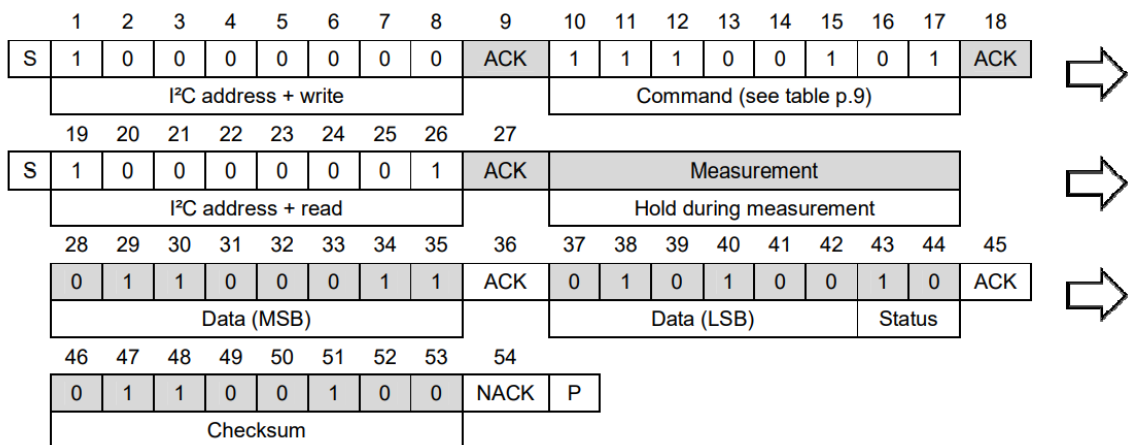 1 2 3 4 5 6 7 8 9 10 11 12 13 14 15 16 17 18
S 1 0 0 0 0 0 0 0 ACK 1 1 1 0 0 1 0 1 ACK
I²C address + write Command (see table p.9)
19 20 21 22 23 24 25 26 27
S 1 0 0 0 0 0 0 1 ACK Measurement
I²C address + read Hold during measurement
28 29 30 31 32 33 34 35 36 37 38 39 40 41 42 43 44 45
0 1 1 0 0 0 1 1 ACK 0 1 0 1 0 0 1 0 ACK
Data (MSB) Data (LSB) Status
46 47 48 49 50 51 52 53 54
0 1 1 0 0 1 0 0 NACK P
Checksum